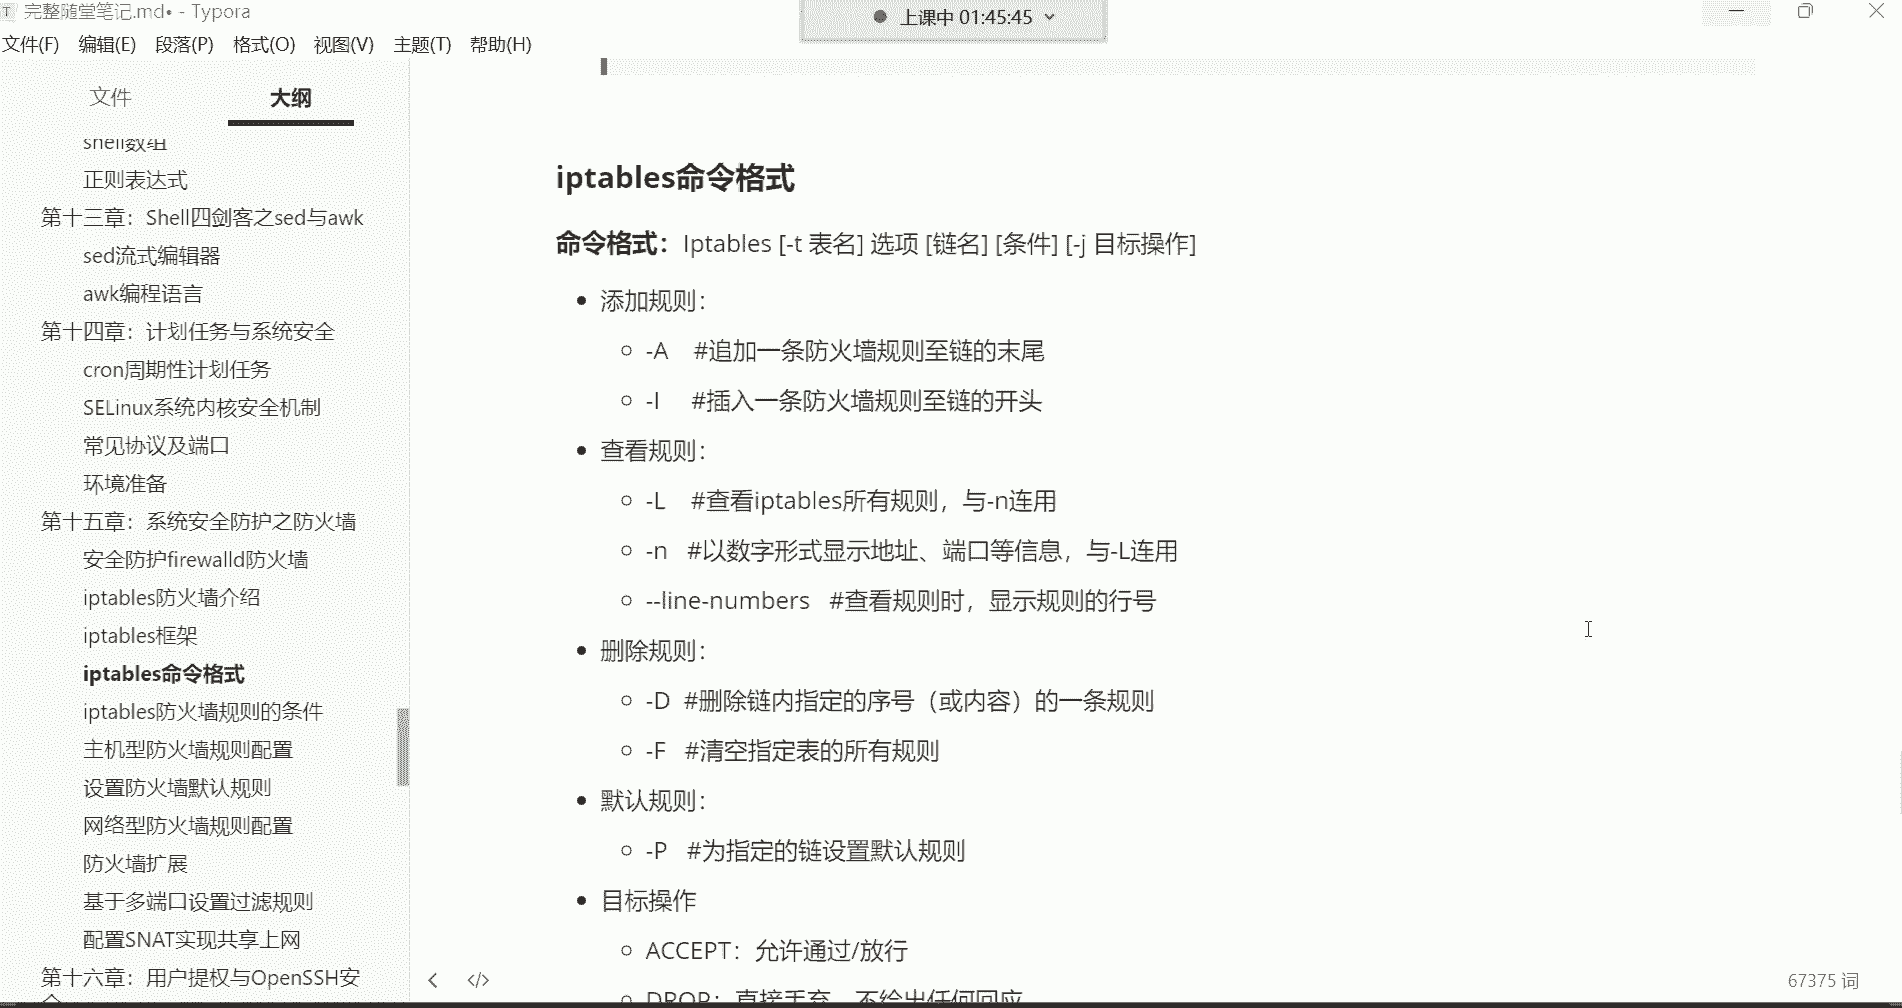 完整随堂笔记.md• - Typora
上课中 01:45:45
文件(F) 编辑(E) 段落(P) 格式(O) 视图(V) 主题(T) 帮助(H)
文件 大纲
shell数组
正则表达式
第十三章：Shell四剑客之sed与awk
sed流式编辑器
awk编程语言
第十四章：计划任务与系统安全
cron周期性计划任务
SELinux系统内核安全机制
常见协议及端口
环境准备
第十五章：系统安全防护之防火墙
安全防护firewalld防火墙
iptables防火墙介绍
iptables框架
iptables命令格式
iptables防火墙规则的条件
主机型防火墙规则配置
设置防火墙默认规则
网络型防火墙规则配置
防火墙扩展
基于多端口设置过滤规则
配置SNAT实现共享上网
第十六章：用户提权与OpenSSH安
iptables命令格式
命令格式：Iptables [-t 表名] 选项 [链名] [条件] [-j 目标操作]
添加规则：
-A #追加一条防火墙规则至链的末尾
-I #插入一条防火墙规则至链的开头
查看规则：
-L #查看iptables所有规则，与-n连用
-n #以数字形式显示地址、端口等信息，与-L连用
--line-numbers #查看规则时，显示规则的行号
删除规则：
-D #删除链内指定的序号（或内容）的一条规则
-F #清空指定表的所有规则
默认规则：
-P #为指定的链设置默认规则
目标操作
ACCEPT：允许通过/放行
DROP：直接丢弃，不给出任何回应
67375 词